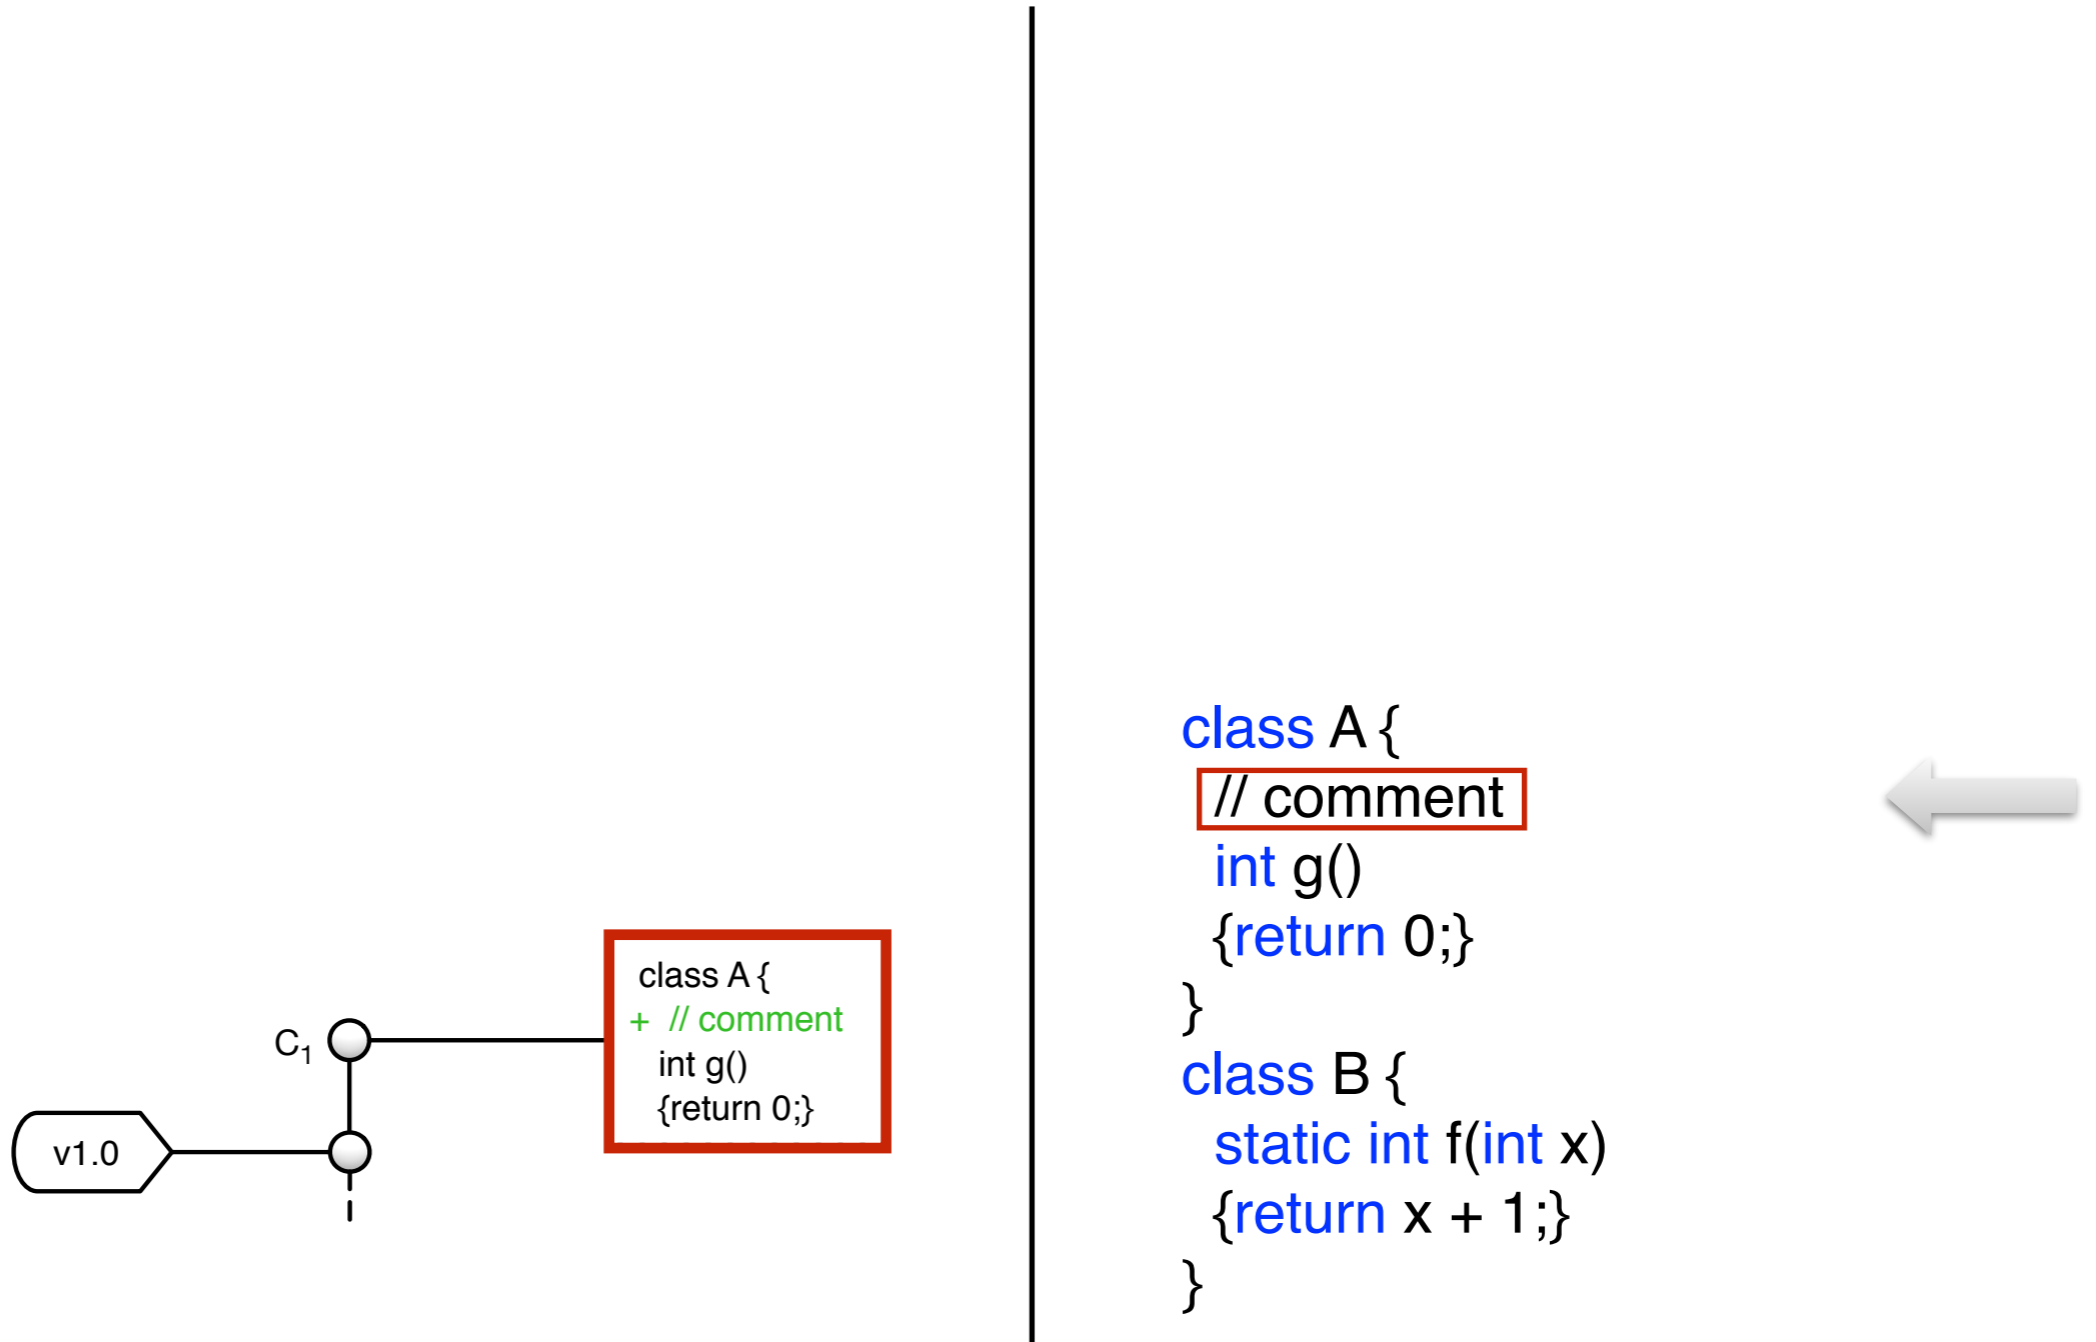 C1
v1.0
class A {
+ // comment
int g()
{return 0;}
class A {
// comment
int g()
{return 0;}
}
class B {
static int f(int x)
{return x + 1;}
}